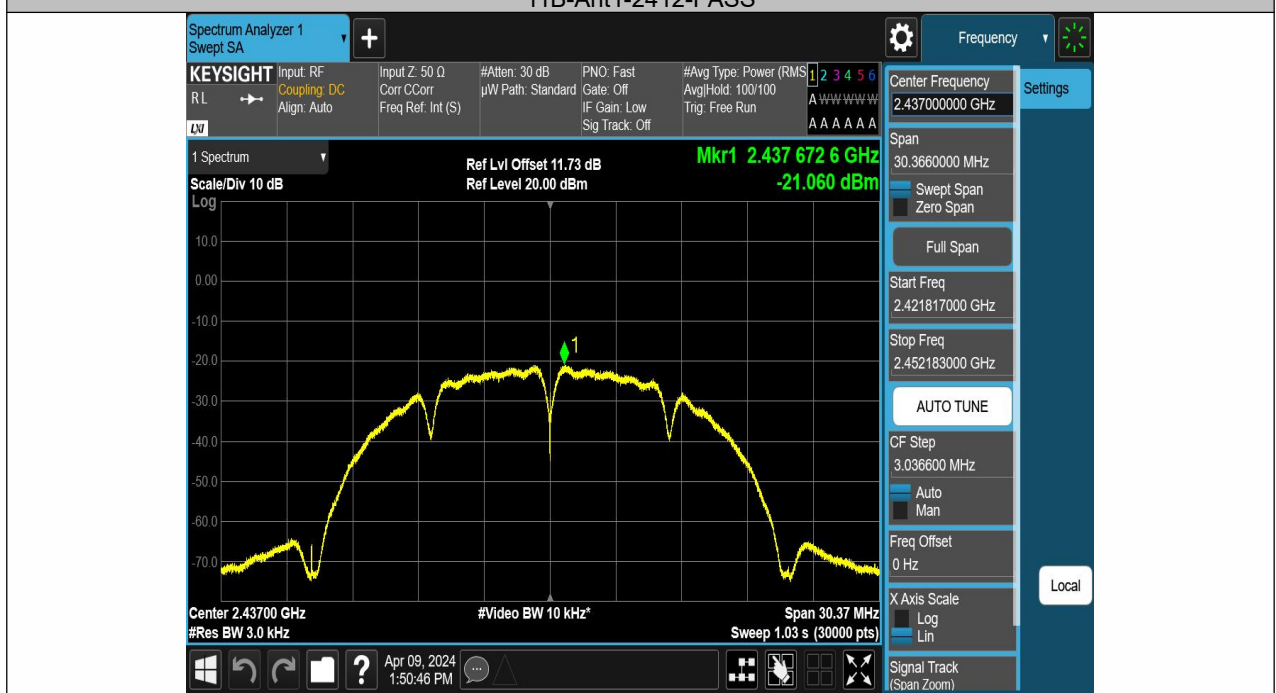 11B-Ant1-2412-PASS
Spectrum Analyzer 1
Swept SA
Frequency
KEYSIGHT
RL
LXI
Input: RF
Coupling: DC
Align: Auto
Input Z: 50 Ω
Corr CCorr
Freq Ref: Int (S)
#Atten: 30 dB
µW Path: Standard
PNO: Fast
Gate: Off
IF Gain: Low
Sig Track: Off
#Avg Type: Power (RMS
Avg|Hold: 100/100
Trig: Free Run
1 2 3 4 5 6
A W W W W W
A A A A A A
1 Spectrum
Scale/Div 10 dB
Log
Ref Lvl Offset 11.73 dB
Ref Level 20.00 dBm
Mkr1 2.437 672 6 GHz
-21.060 dBm
10.0
0.00
-10.0
1
-20.0
-30.0
-40.0
-50.0
-60.0
-70.0
Center 2.43700 GHz
#Video BW 10 kHz*
Span 30.37 MHz
#Res BW 3.0 kHz
Sweep 1.03 s (30000 pts)
Apr 09, 2024
1:50:46 PM
Center Frequency
2.437000000 GHz
Settings
Span
30.3660000 MHz
Swept Span
Zero Span
Full Span
Start Freq
2.421817000 GHz
Stop Freq
2.452183000 GHz
AUTO TUNE
CF Step
3.036600 MHz
Auto
Man
Freq Offset
0 Hz
Local
X Axis Scale
Log
Lin
Signal Track
(Span Zoom)